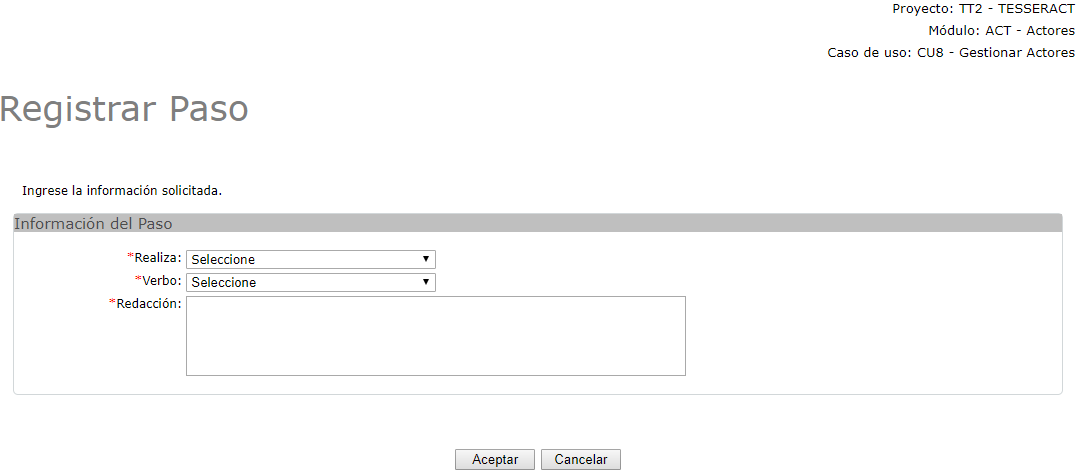 Proyecto: TT2 - TESSERACT
Módulo: ACT - Actores
Caso de uso: CU8 - Gestionar Actores
Registrar Paso
Ingrese la información solicitada.
Información del Paso
*Realiza: Seleccione
*Verbo: Seleccione
*Redacción:
Aceptar Cancelar